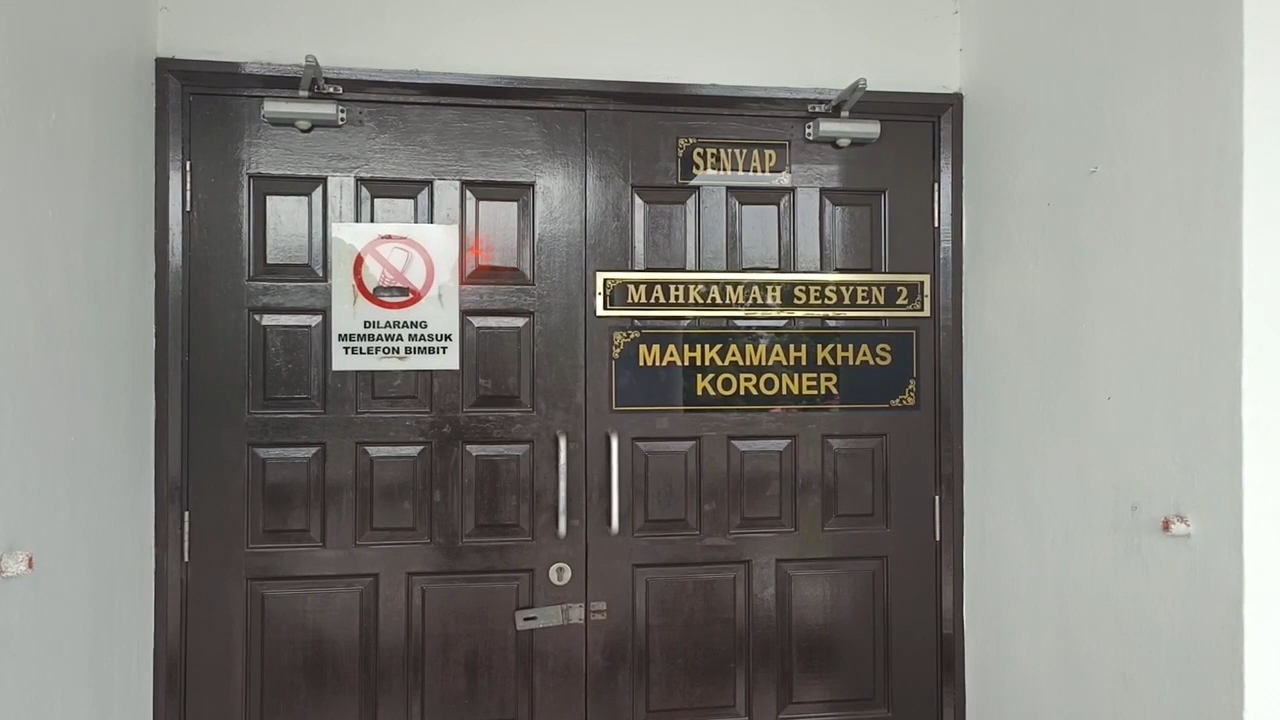 SENYAP
DILARANG
MEMBAWA MASUK
TELEFON BIMBIT
MAHKAMAH SESYEN 2
MAHKAMAH KHAS
KORONER